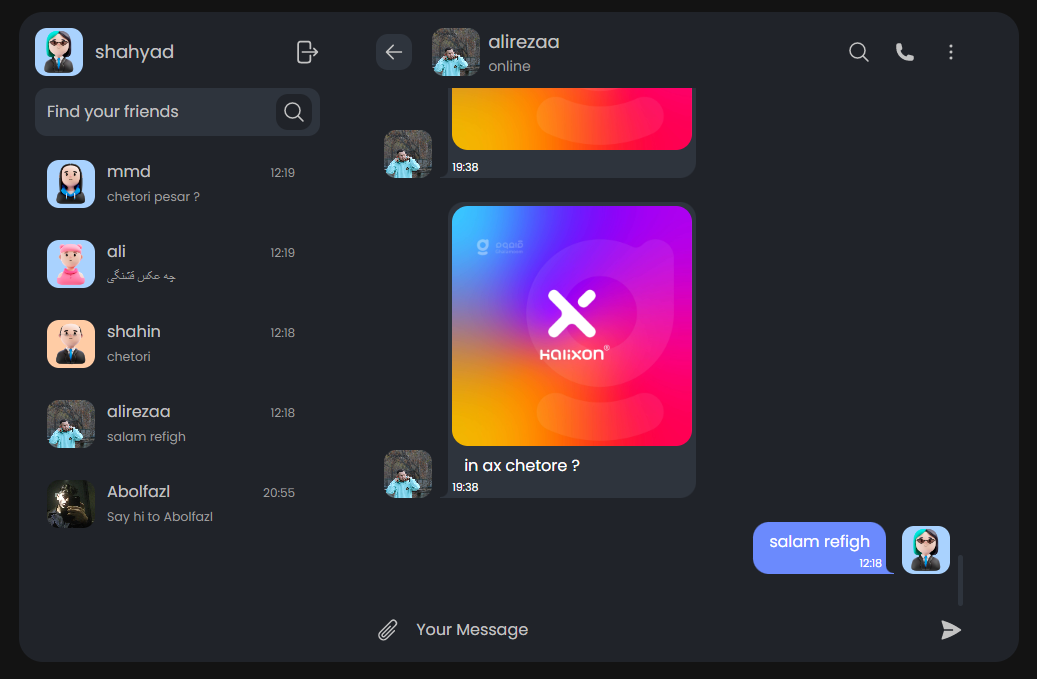 shahyad
Find your friends
mmd
12:19
chetori pesar ?
ali
12:19
چه عکس قشنگی
shahin
12:18
chetori
alirezaa
12:18
salam refigh
Abolfazl
20:55
Say hi to Abolfazl
alirezaa
online
19:38
Halixon®
in ax chetore ?
19:38
salam refigh
12:18
Your Message